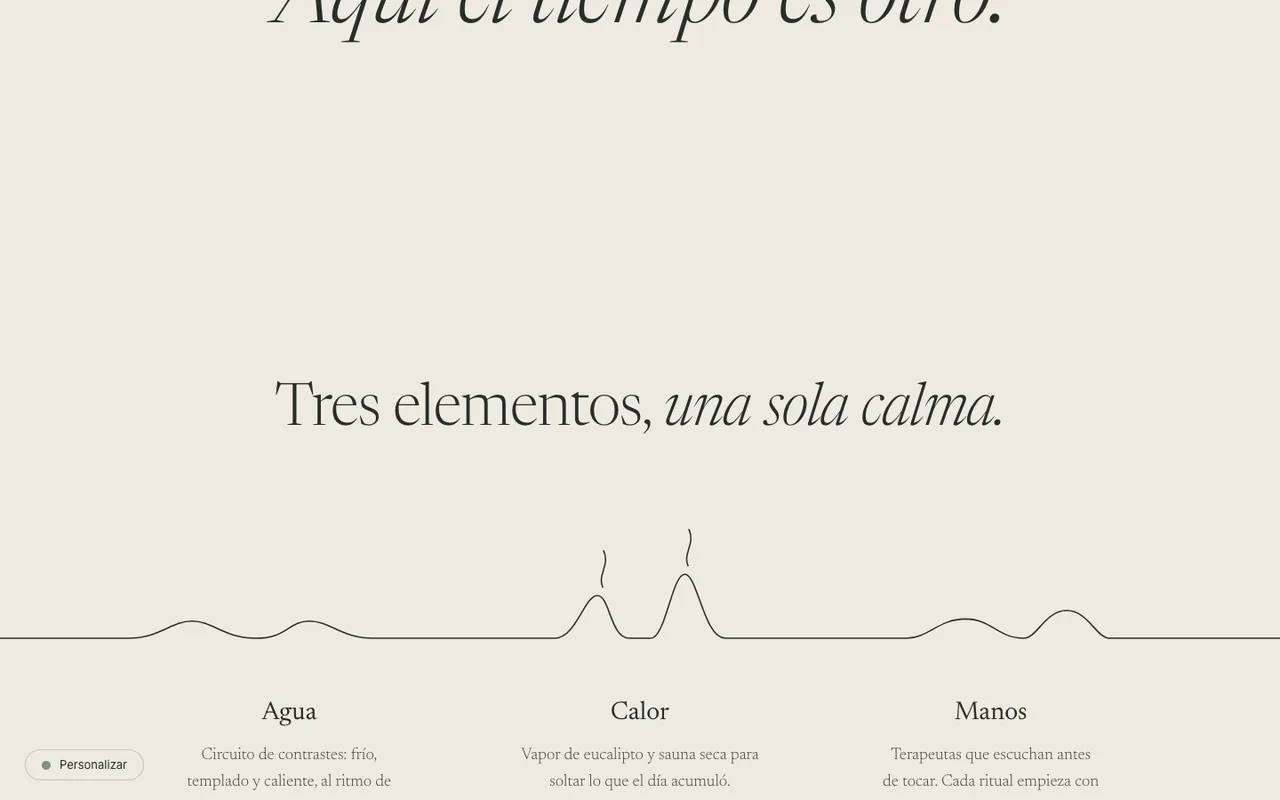 Aquí el tiempo es otro.
Tres elementos, una sola calma.
Agua
Circuito de contrastes: frío,
templado y caliente, al ritmo de
Calor
Vapor de eucalipto y sauna seca para
soltar lo que el día acumuló.
Manos
Terapeutas que escuchan antes
de tocar. Cada ritual empieza con
Personalizar